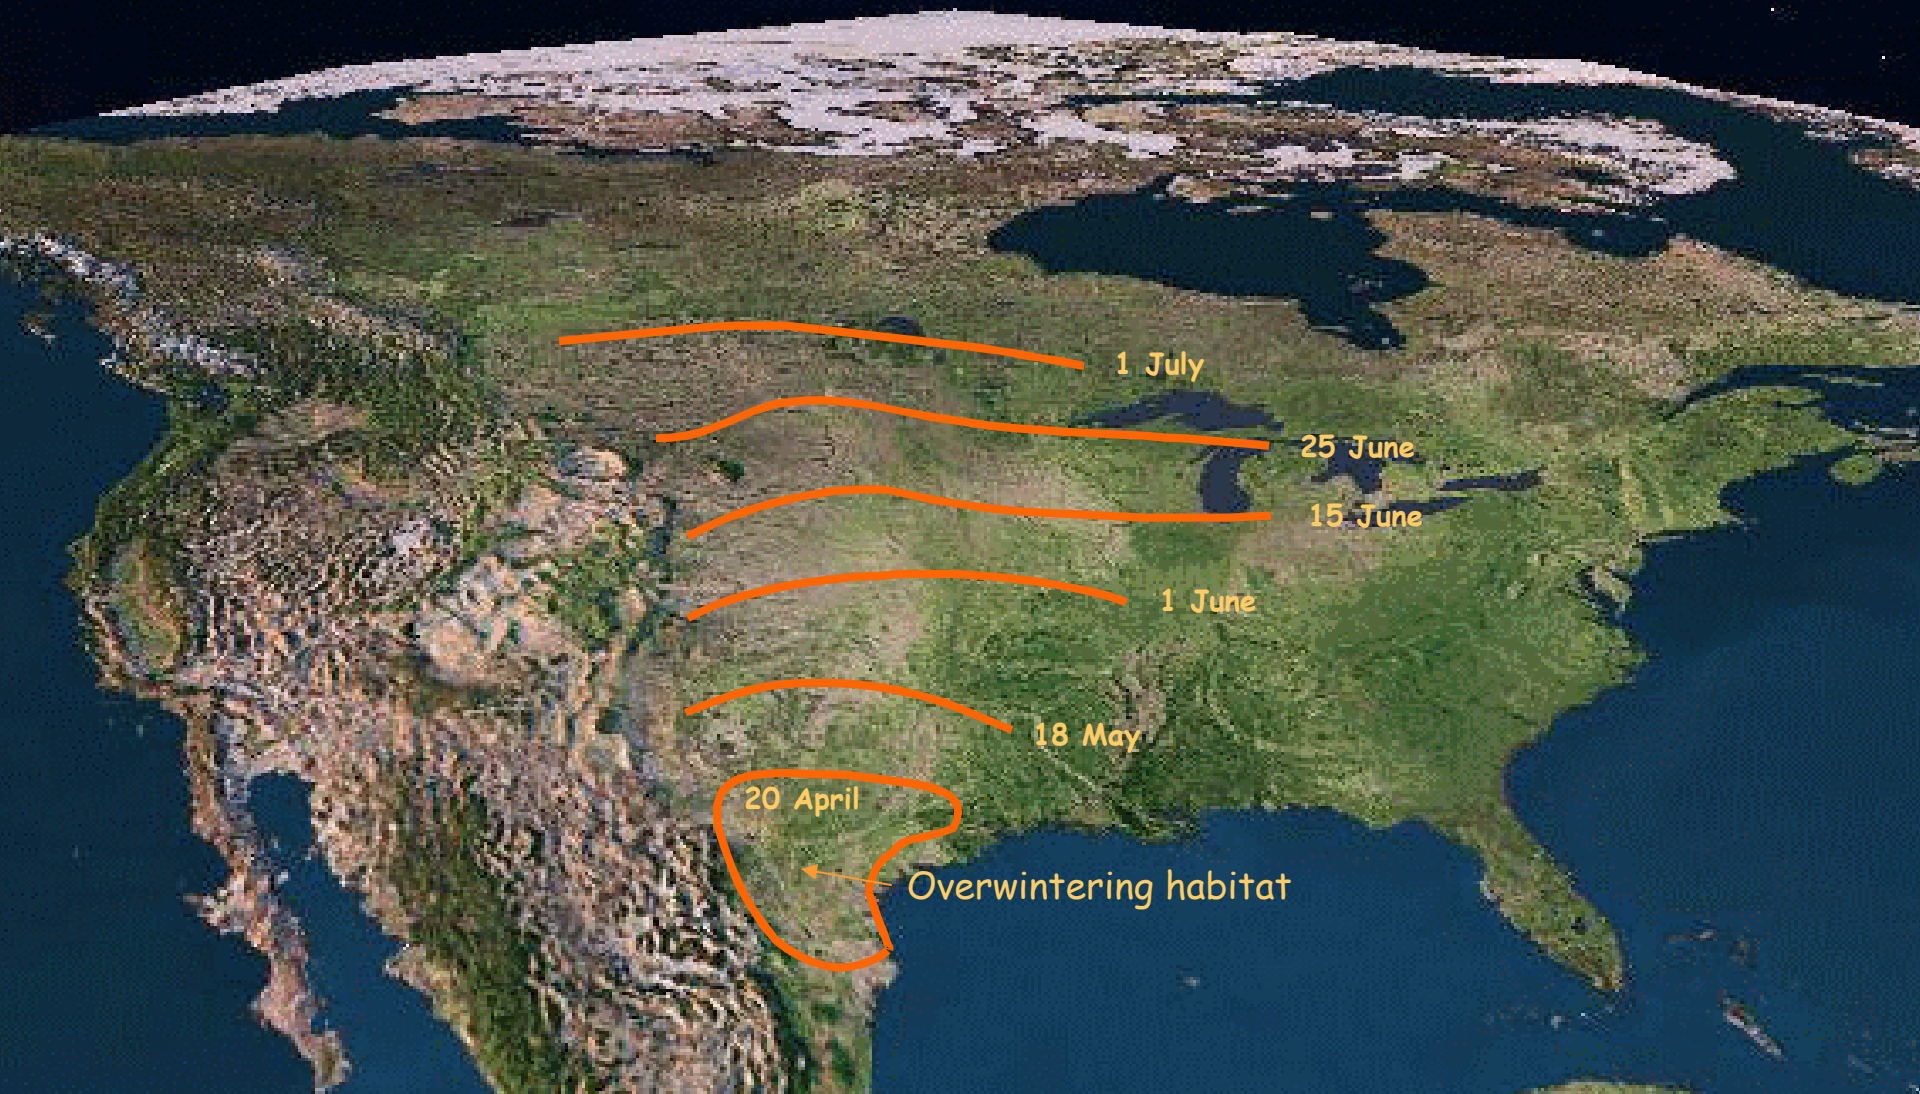 1 July
25 June
15 June
1 June
18 May
20 April
Overwintering habitat